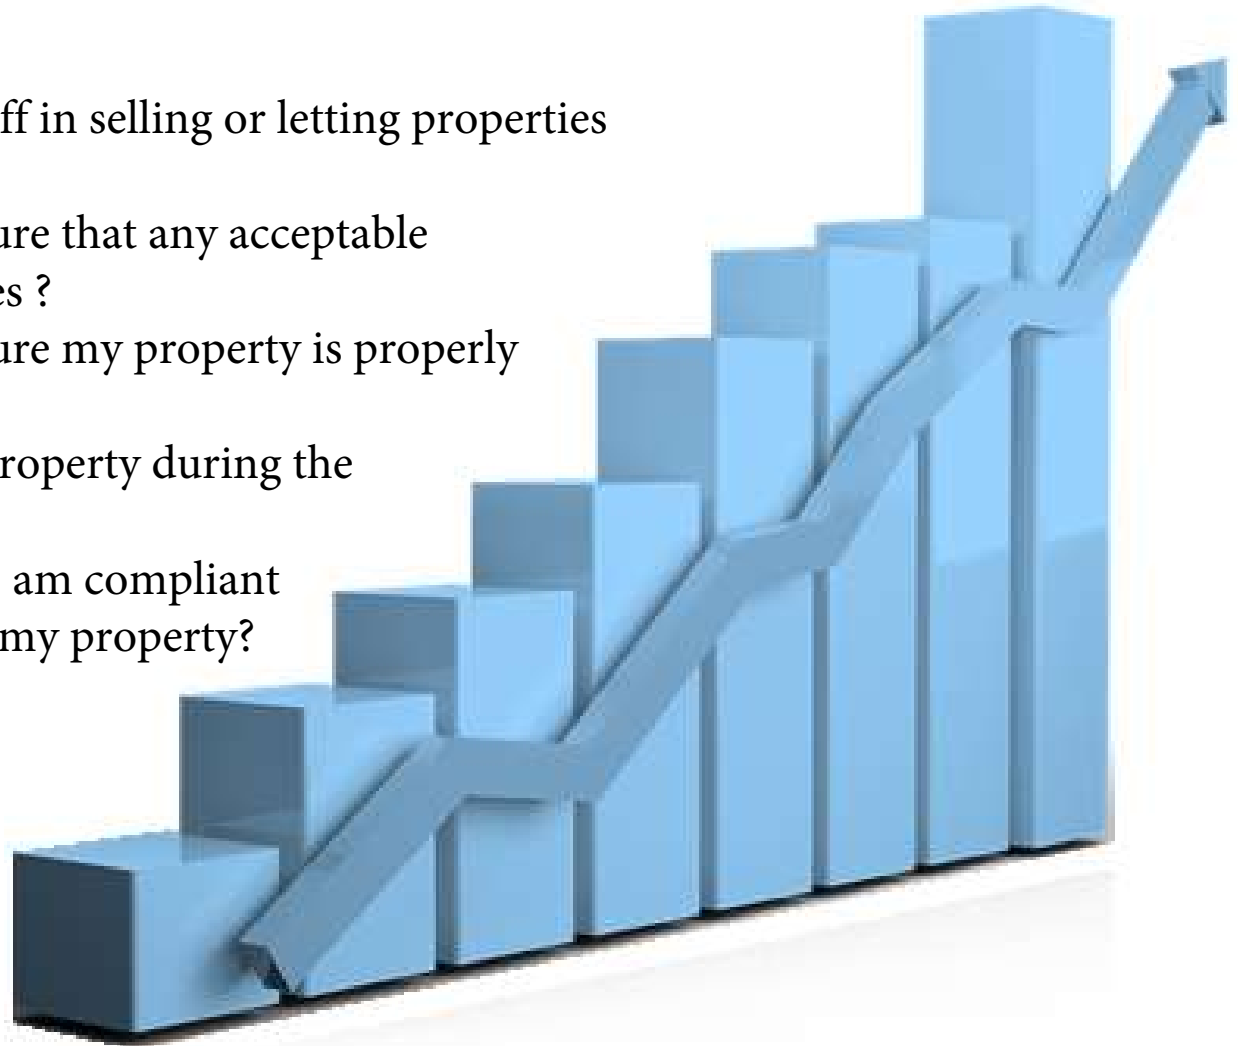 ff in selling or letting properties
ure that any acceptable
es ?
ure my property is properly
roperty during the
am compliant
my property?